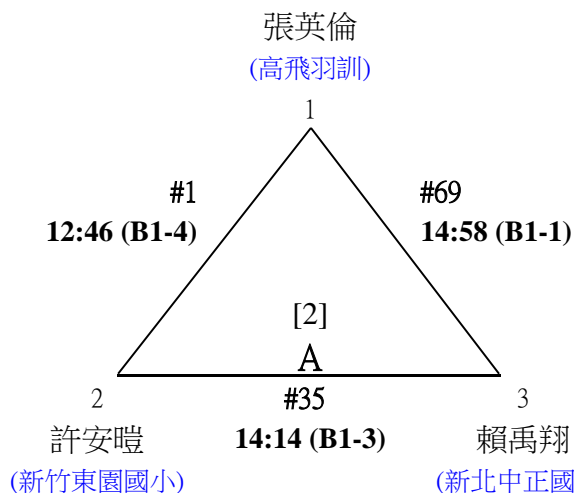 張英倫
(高飛羽訓)
1
#1
#69
12:46 (B1-4)
14:58 (B1-1)
[2]
A
2
#35
3
許安暟
14:14 (B1-3)
賴禹翔
(新竹東園國小)
(新北中正國